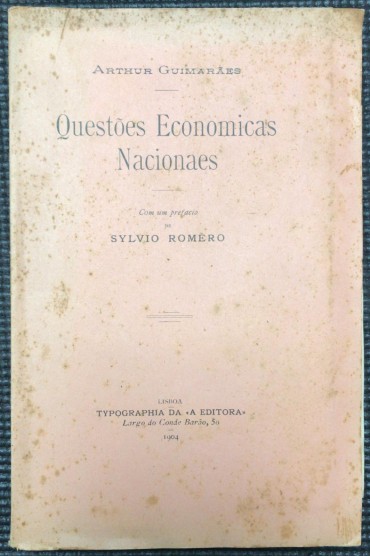 ARTHUR GUIMARÃES
Questões Economicas
Nacionaes
Com um prefacio
DE
SYLVIO ROMÉRO
LISBOA
TYPOGRAPHIA DA «A EDITORA»
Largo do Conde Barão, 50
1904